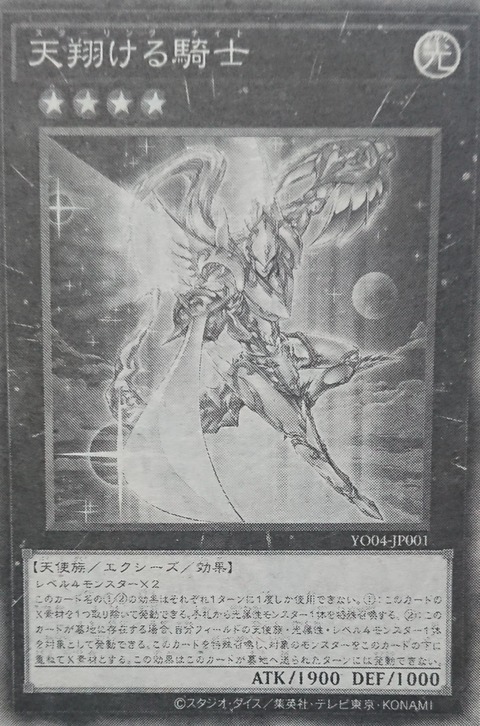 スターリングナイト
天翔ける騎士
光
YO04-JP001
【天使族/エクシーズ/効果】
レベル4モンスター×2
このカード名の①②の効果はそれぞれ1ターンに1度しか使用できない。①:このカードの
X素材を1つ取り除いて発動できる。手札から光属性モンスター1体を特殊召喚する。②:この
カードが墓地に存在する場合、自分フィールドの天使族・光属性・レベル4モンスター1体
を対象として発動できる。このカードを特殊召喚し、対象のモンスターをこのカードの下に
重ねてX素材とする。この効果はこのカードが墓地へ送られたターンには発動できない。
ATK/1900 DEF/1000
©スタジオ・ダイス/集英社・テレビ東京・KONAMI